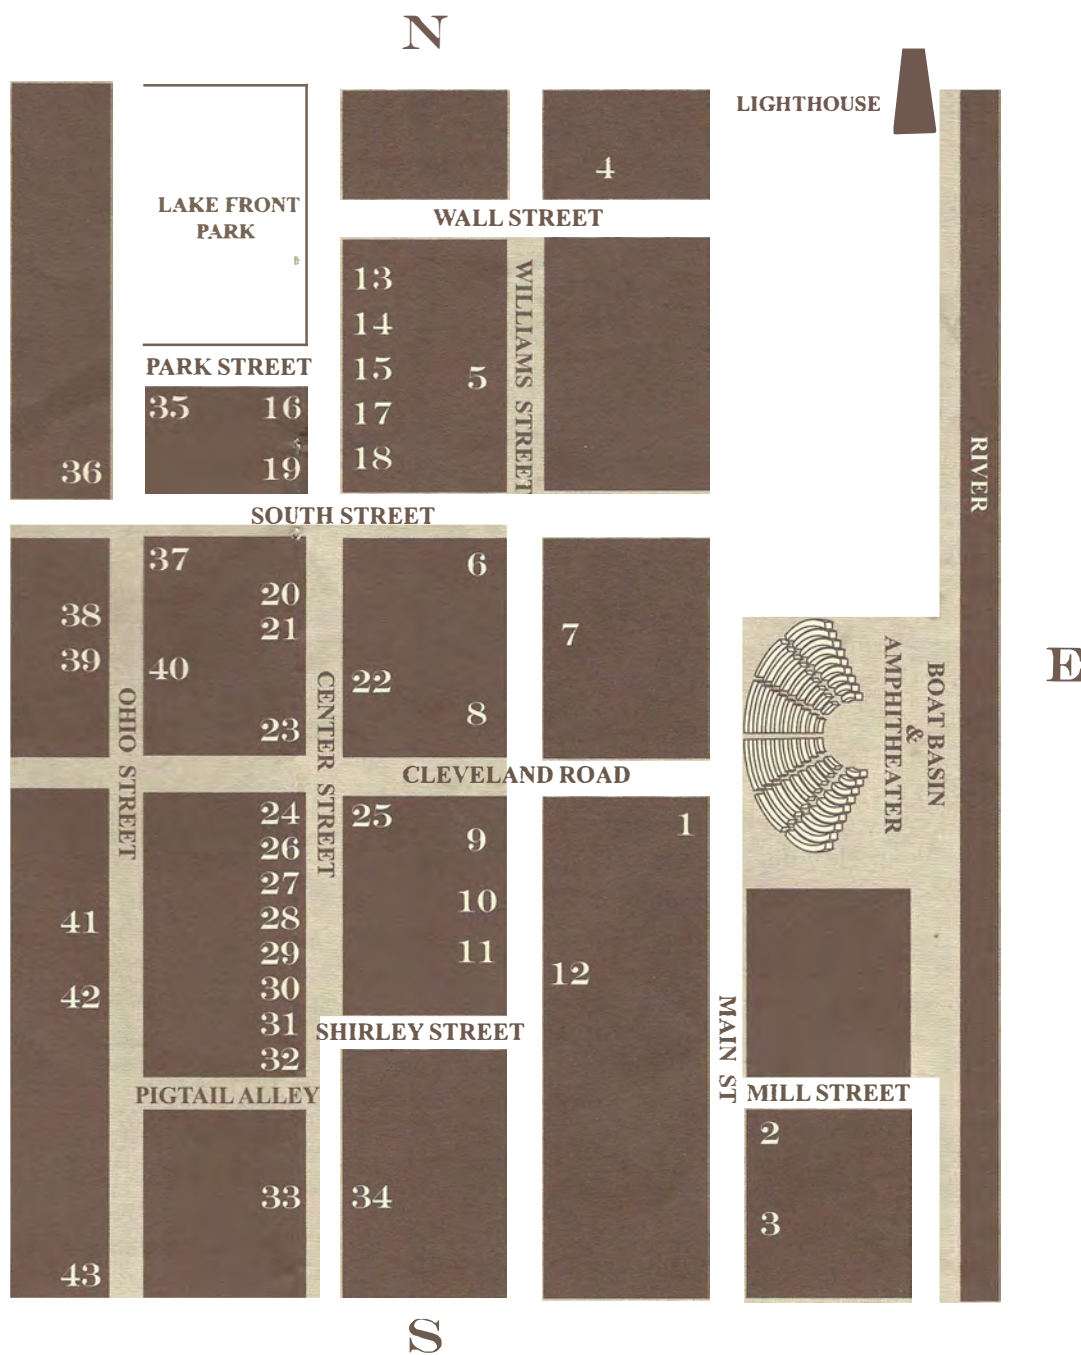 N
LIGHTHOUSE
4
LAKE FRONT
PARK
WALL STREET
13
14
15
17
18
5
WILLIAMS STREET
PARK STREET
35
16
19
36
RIVER
SOUTH STREET
37
20
21
6
7
38
39
40
22
23
8
OHIO STREET
CENTER STREET
BOAT BASIN
&
AMPHITHEATER
E
CLEVELAND ROAD
24
26
27
28
29
30
31
32
25
9
10
11
1
12
41
42
MAIN ST
SHIRLEY STREET
PIGTAIL ALLEY
MILL STREET
2
3
33
34
43
S